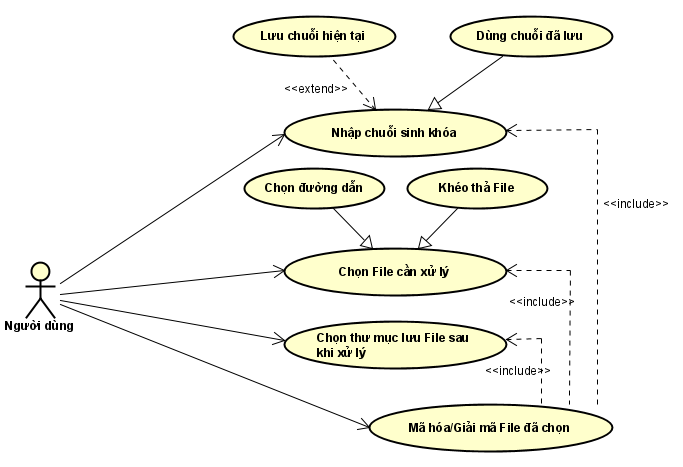 Lưu chuỗi hiện tại
Dùng chuỗi đã lưu
<<extend>>
Nhập chuỗi sinh khóa
Chọn đường dẫn
Khéo thả File
<<include>>
Chọn File cần xử lý
<<include>>
Người dùng
Chọn thư mục lưu File sau
khi xử lý
<<include>>
Mã hóa/Giải mã File đã chọn